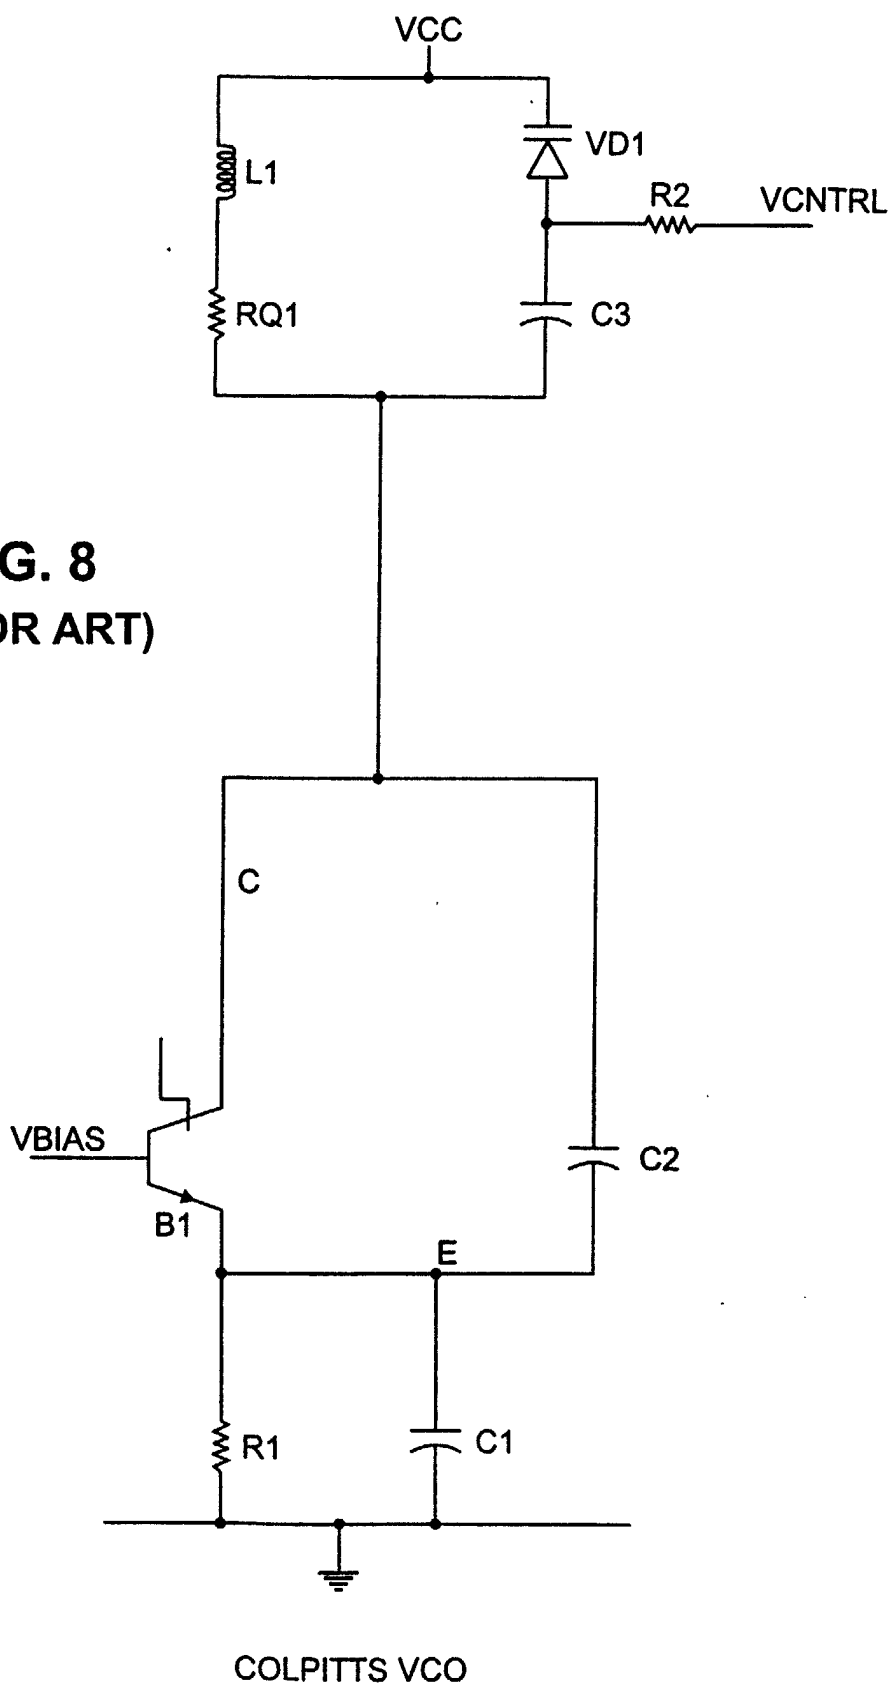 VCC
VD1
L1
R2
VCNTRL
RQ1
C3
G. 8
OR ART)
C
VBIAS
C2
B1
E
R1
C1
COLPITTS VCO